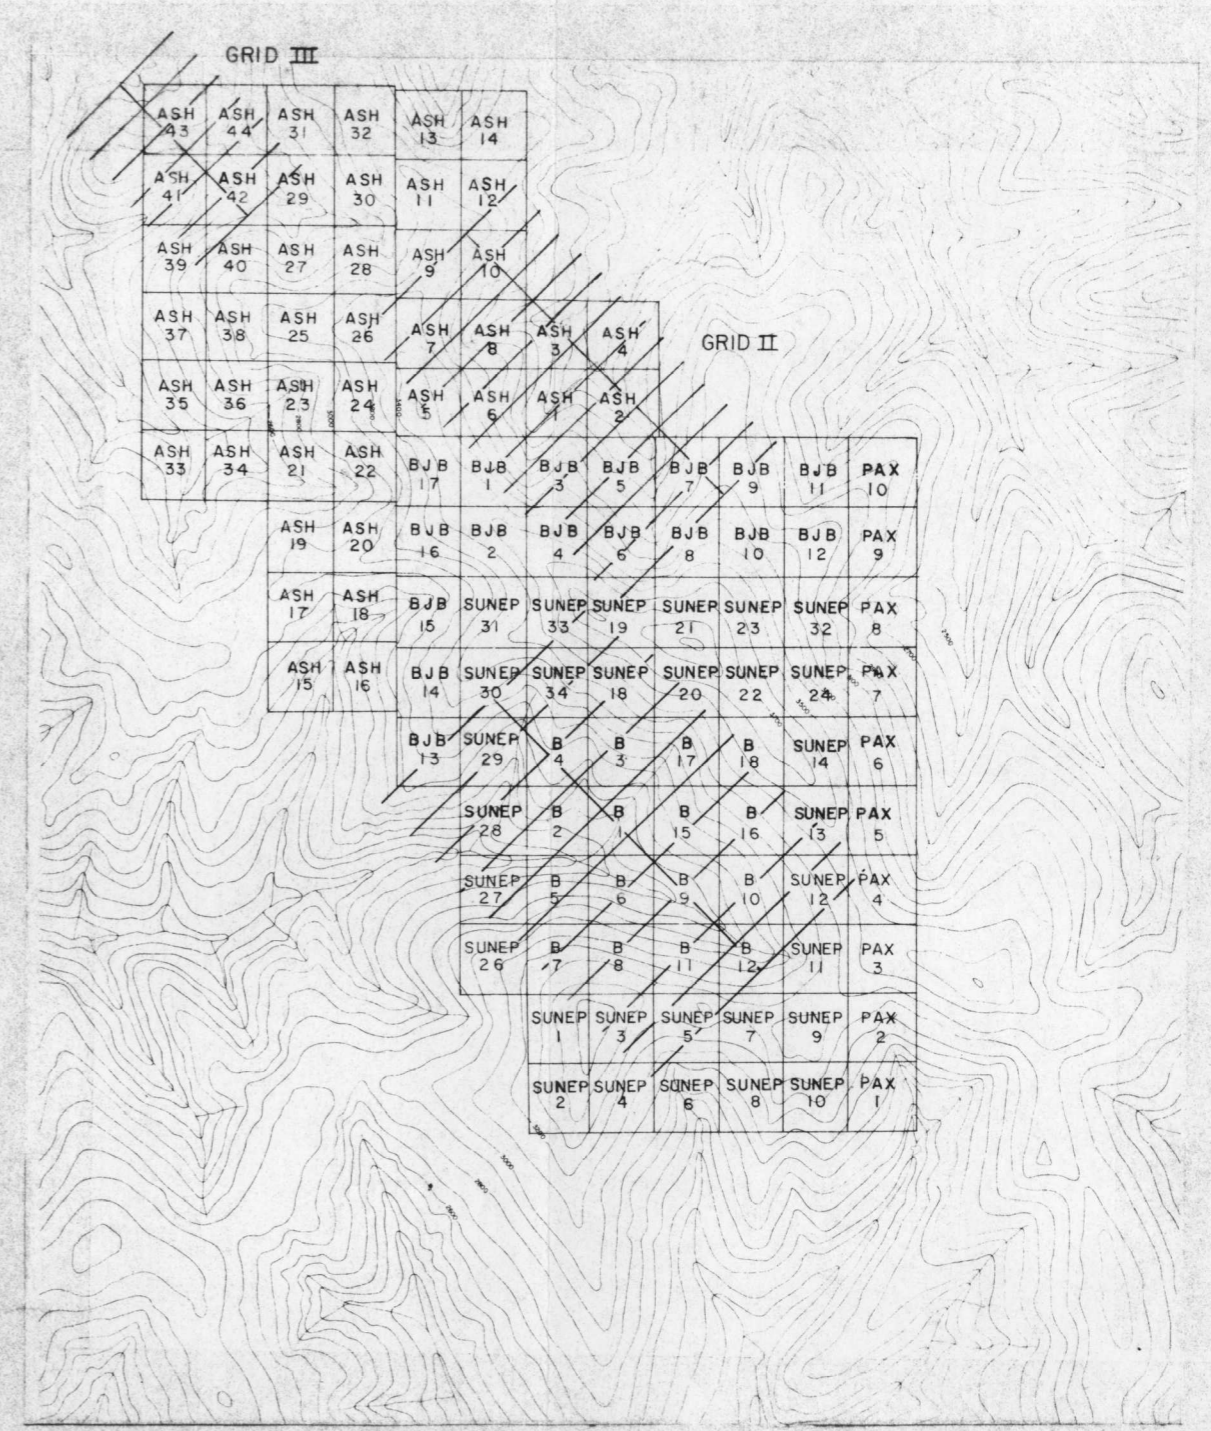 GRID III
ASH 43 ASH 44 ASH 31 ASH 32 ASH 13 ASH 14
ASH 41 ASH 42 ASH 29 ASH 30 ASH 11 ASH 12
ASH 39 ASH 40 ASH 27 ASH 28 ASH 9 ASH 10
ASH 37 ASH 38 ASH 25 ASH 26 ASH 7 ASH 8 ASH 3 ASH 4
GRID II
ASH 35 ASH 36 ASH 23 ASH 24 ASH 5 ASH 6 ASH 1 ASH 2
ASH 33 ASH 34 ASH 21 ASH 22 BJB 17 BJB 1 BJB 3 BJB 5 BJB 7 BJB 9 BJB 11 PAX 10
ASH 19 ASH 20 BJB 16 BJB 2 BJB 4 BJB 6 BJB 8 BJB 10 BJB 12 PAX 9
ASH 17 ASH 18 BJB 15 SUNEP 31 SUNEP 33 SUNEP 19 SUNEP 21 SUNEP 23 SUNEP 32 PAX 8
ASH 15 ASH 16 BJB 14 SUNEP 30 SUNEP 34 SUNEP 18 SUNEP 20 SUNEP 22 SUNEP 24 PAX 7
BJB 13 SUNEP 29 B 4 B 3 B 17 B 18 SUNEP 14 PAX 6
SUNEP 28 B 2 B 1 B 15 B 16 SUNEP 13 PAX 5
SUNEP 27 B 5 B 6 B 9 B 10 SUNEP 12 PAX 4
SUNEP 26 B 7 B 8 B 11 B 12 SUNEP 11 PAX 3
SUNEP 1 SUNEP 3 SUNEP 5 SUNEP 7 SUNEP 9 PAX 2
SUNEP 2 SUNEP 4 SUNEP 6 SUNEP 8 SUNEP 10 PAX 1
3000
2800
2600